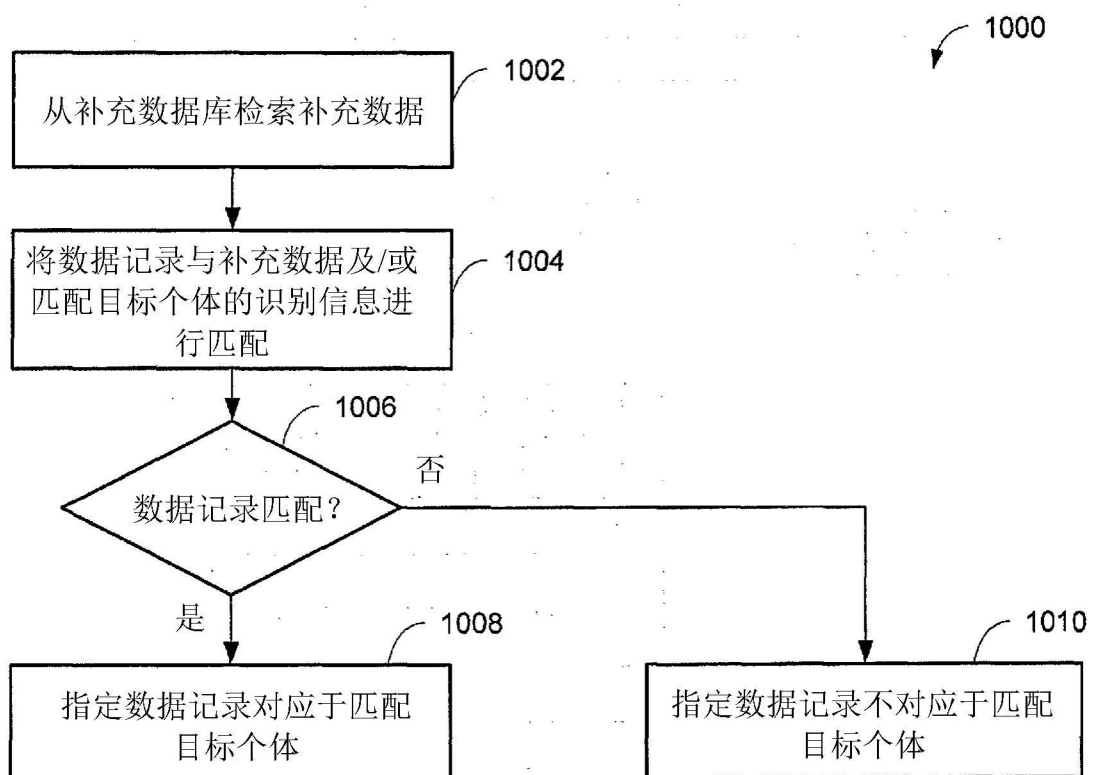 1000
1002
从补充数据库检索补充数据
将数据记录与补充数据及/或
匹配目标个体的识别信息进
行匹配
1004
1006
否
数据记录匹配?
是
1008
1010
指定数据记录对应于匹配
目标个体
指定数据记录不对应于匹配
目标个体